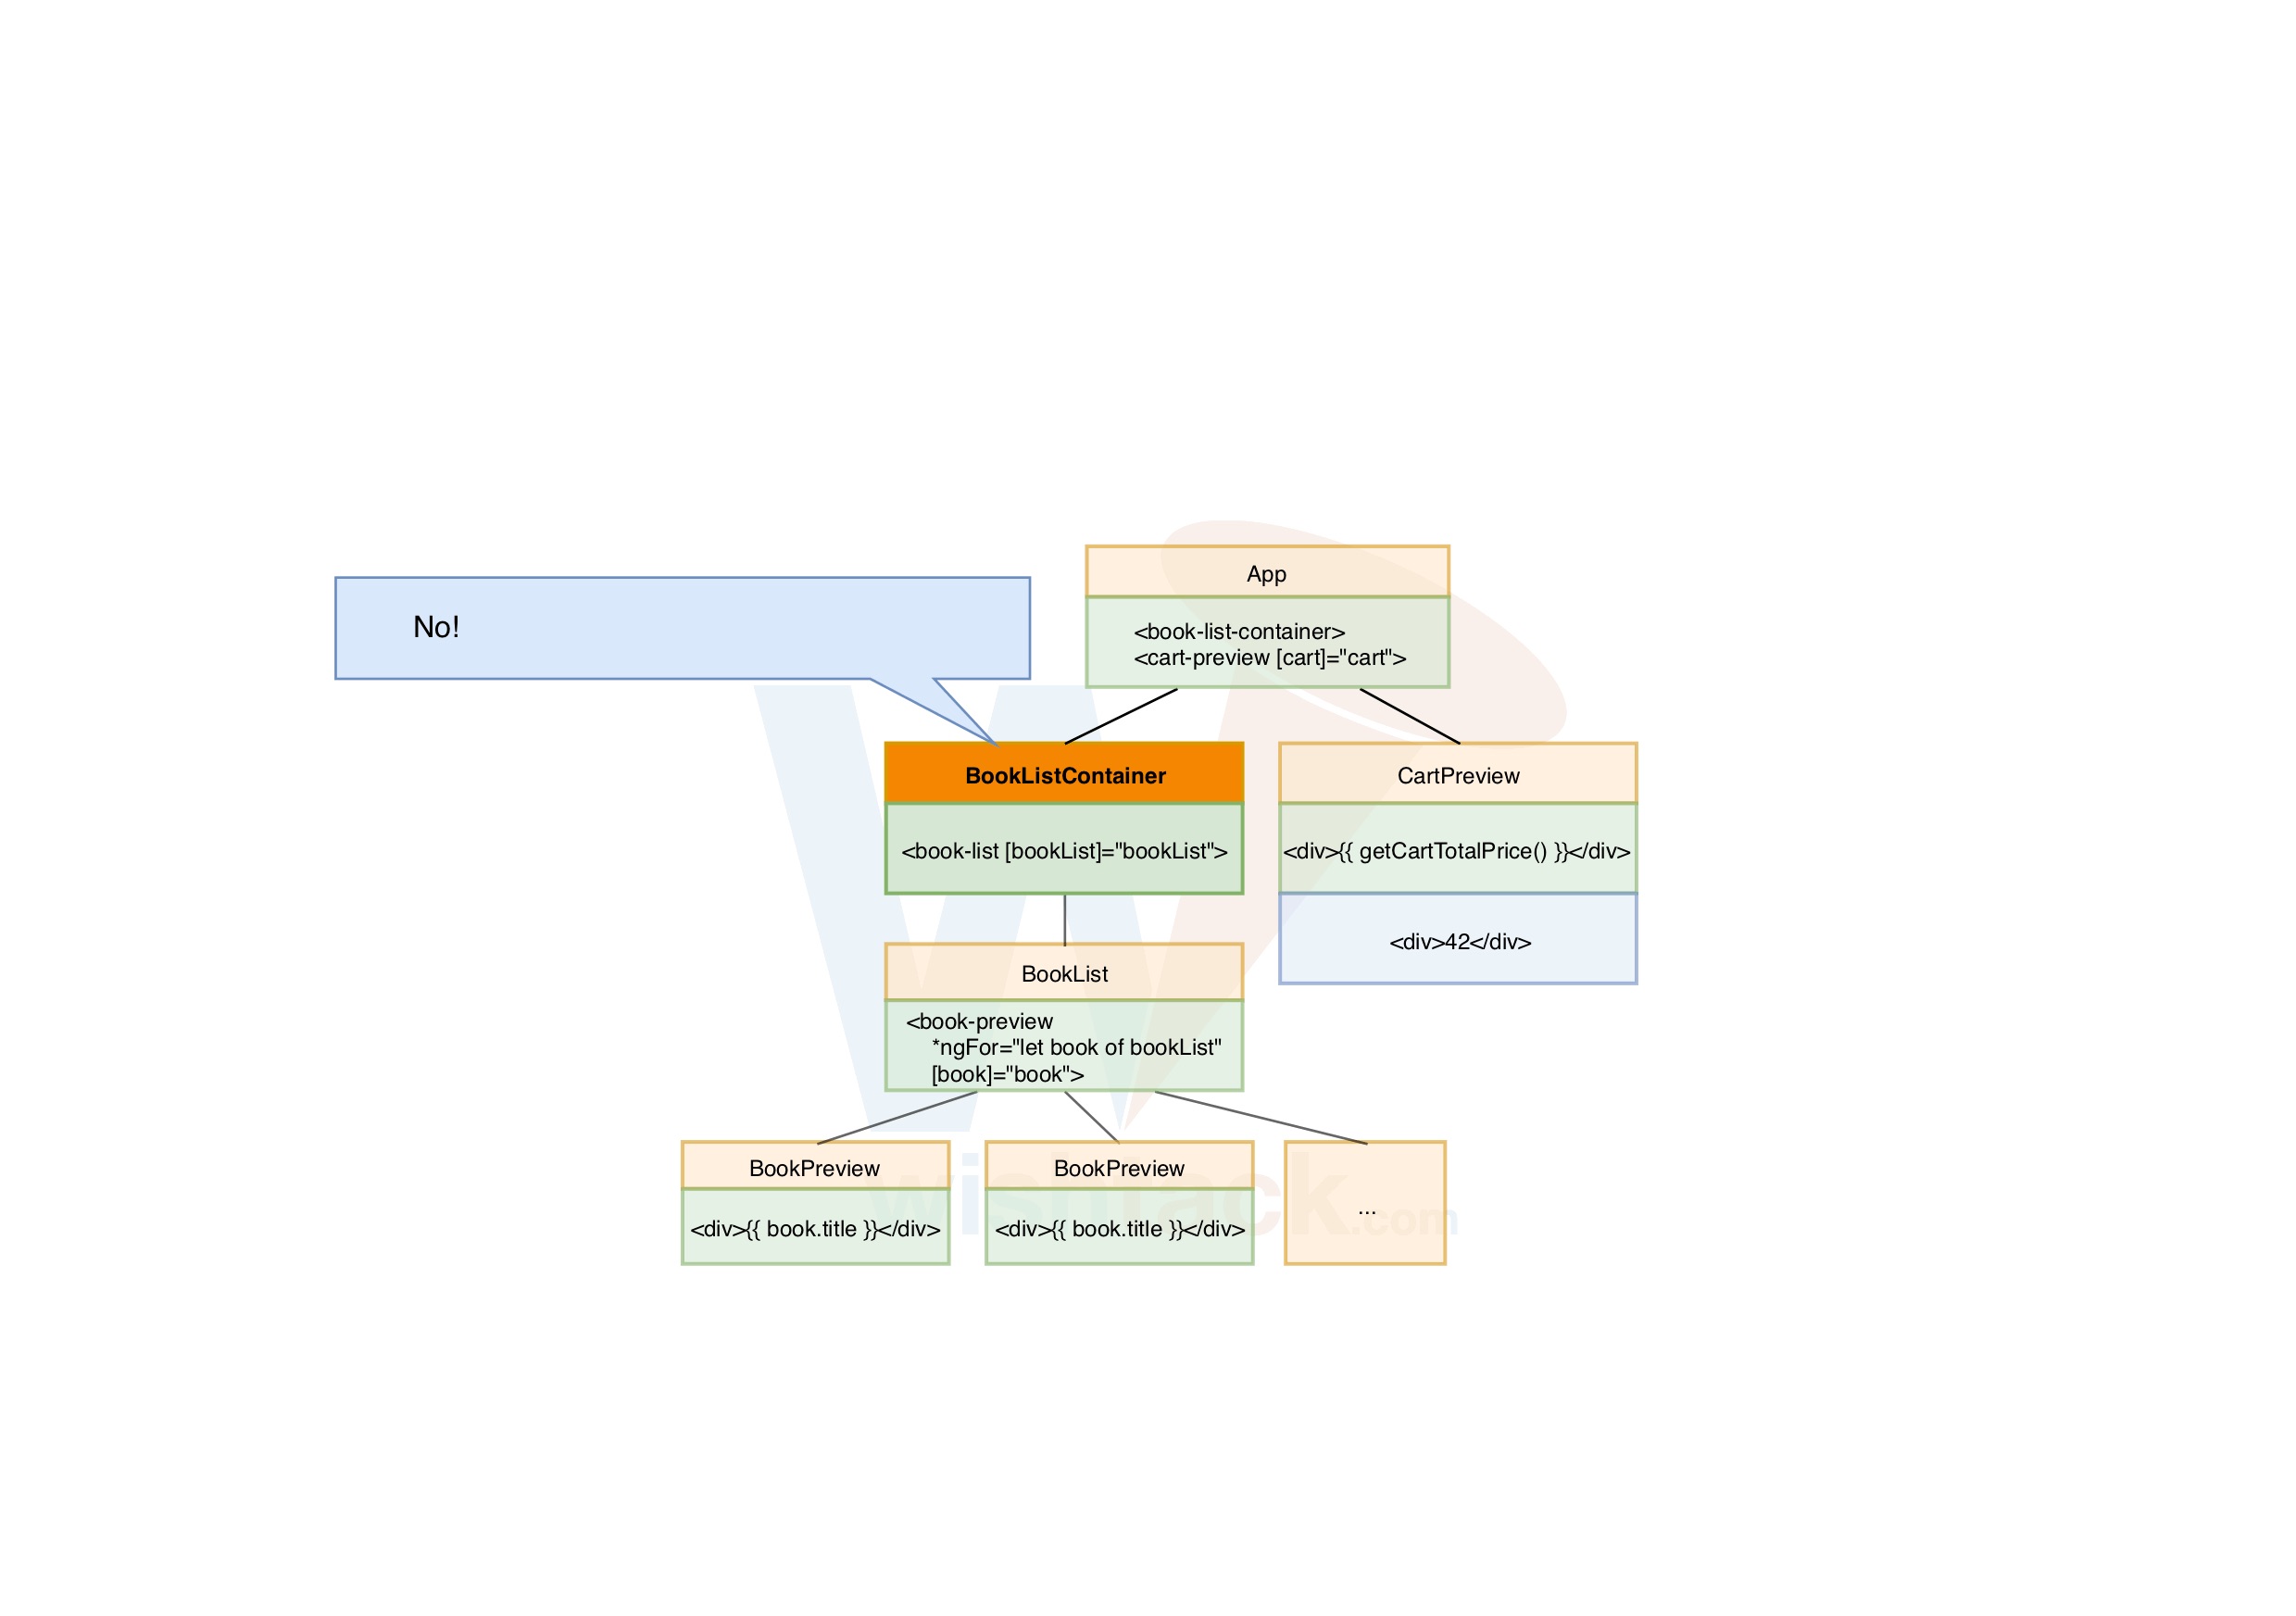 App
<book-list-container>
<cart-preview [cart]="cart">
No!
BookListContainer
<book-list [bookList]="bookList">
CartPreview
<div>{{ getCartTotalPrice() }}</div>
<div>42</div>
BookList
<book-preview
*ngFor="let book of bookList"
[book]="book">
BookPreview
<div>{{ book.title }}</div>
BookPreview
<div>{{ book.title }}</div>
...
wishtack.com